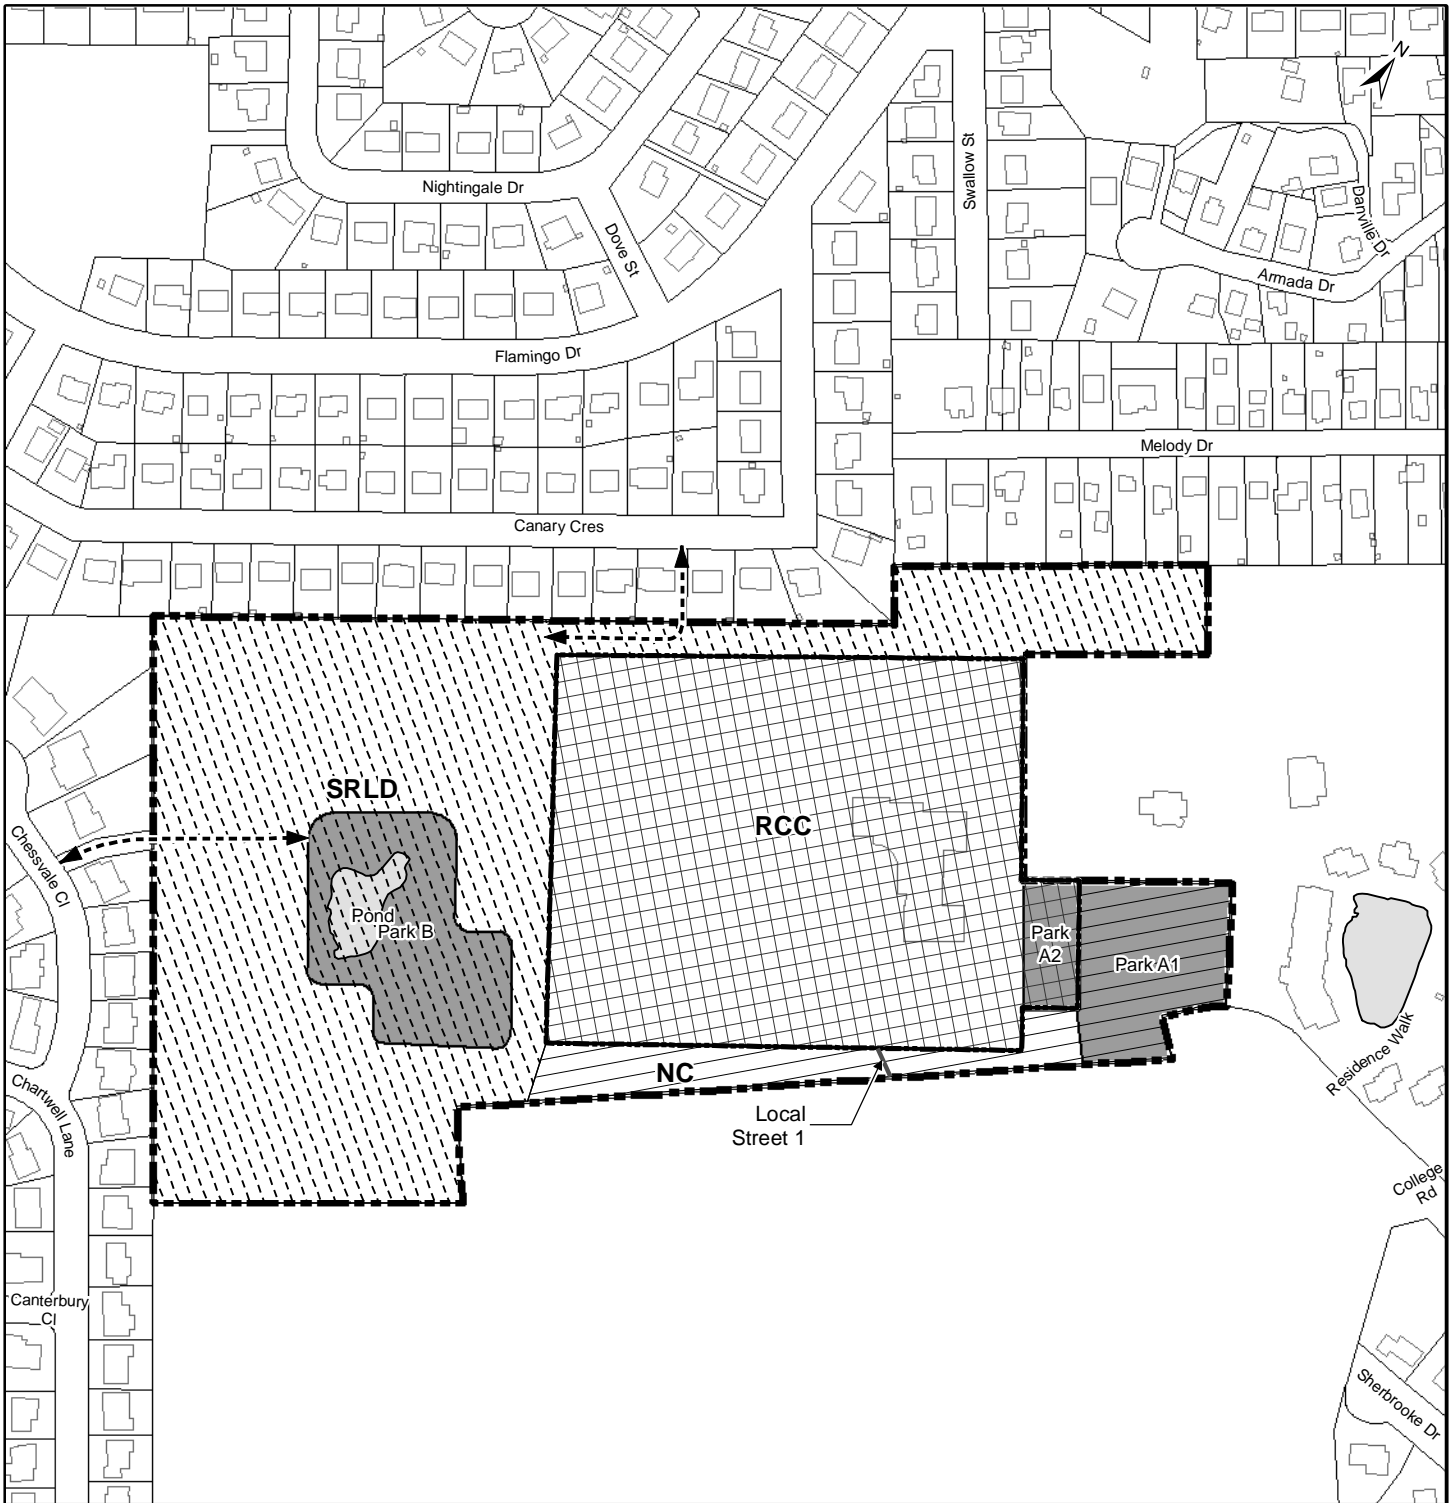 N
Swallow St
Nightingale Dr
Danville Dr
Dove St
Armada Dr
Flamingo Dr
Melody Dr
Canary Cres
SRLD
RCC
Chessvale Cl
Pond
Park B
Park
A2
Park A1
Residence Walk
NC
Chartwell Lane
Local
Street 1
College
Rd
Canterbury
Cl
Sherbrooke Dr